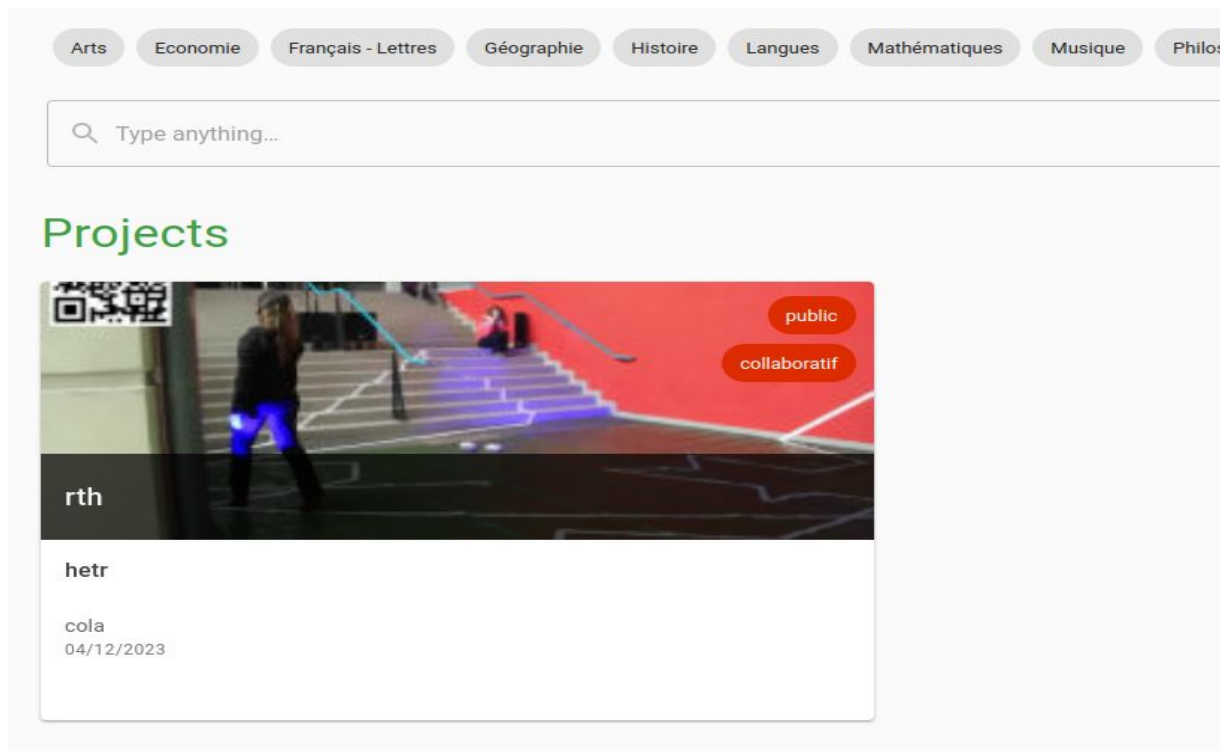 Arts Economie Français - Lettres Géographie Histoire Langues Mathématiques Musique
Type anything...
Projects
public
collaboratif
rth
hetr
cola
04/12/2023